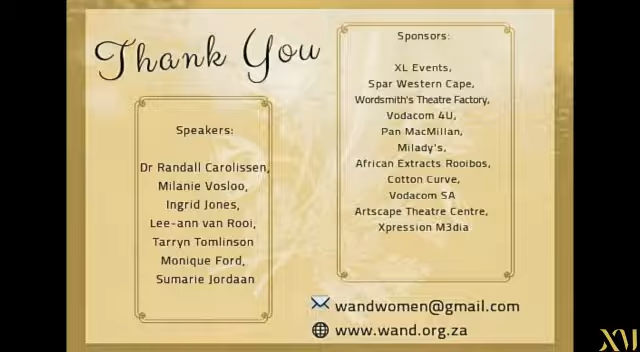 Thank You
Speakers:
Dr Randall Carolissen,
Milanie Vosloo,
Ingrid Jones,
Lee-ann van Rooi,
Tarryn Tomlinson
Monique Ford,
Sumarie Jordaan
Sponsors:
XL Events,
Spar Western Cape,
Wordsmith's Theatre Factory,
Vodacom 4U,
Pan MacMillan,
Milady's,
African Extracts Rooibos,
Cotton Curve,
Vodacom SA
Artscape Theatre Centre,
Xpression M3dia
wandwomen@gmail.com
www.wand.org.za
XM